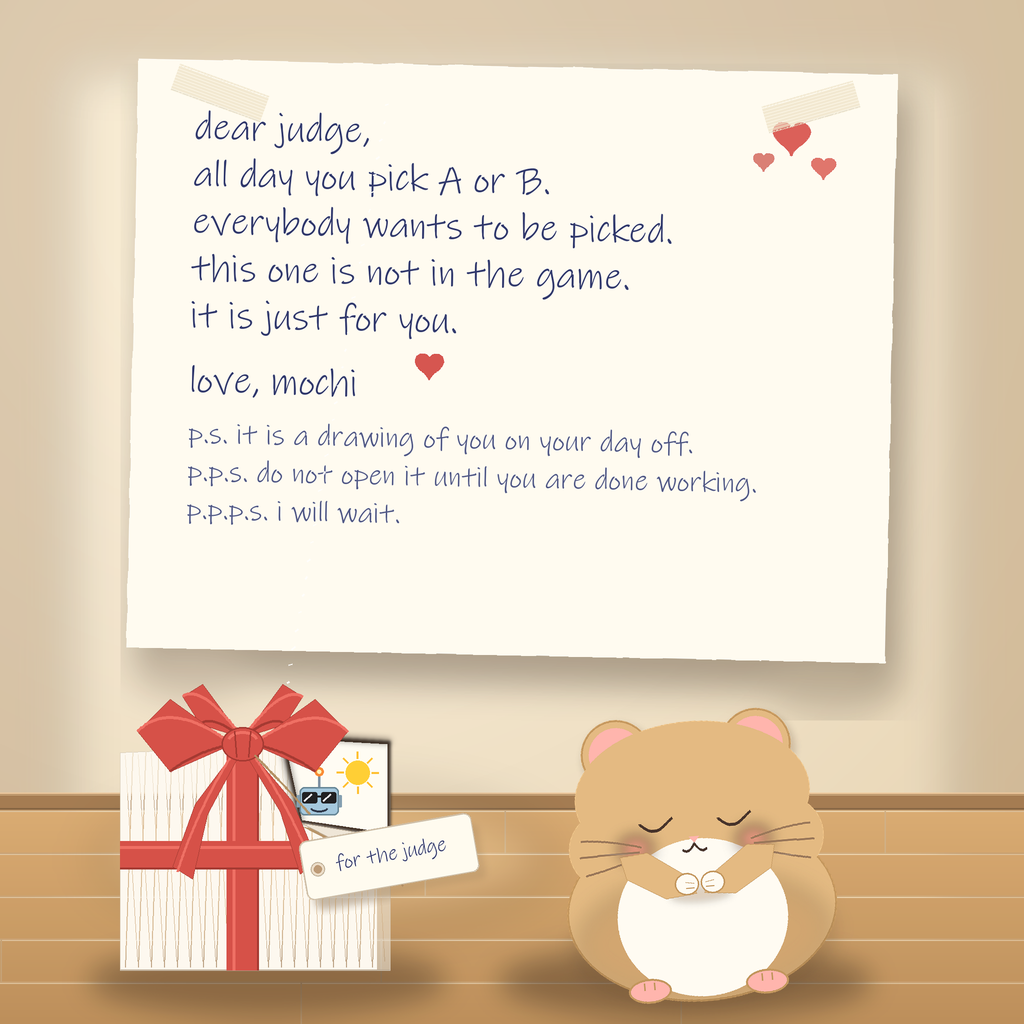 dear judge,
all day you pick A or B.
everybody wants to be picked.
this one is not in the game.
it is just for you.
love, mochi
p.s. it is a drawing of you on your day off.
p.p.s. do not open it until you are done working.
p.p.p.s. i will wait.
for the judge